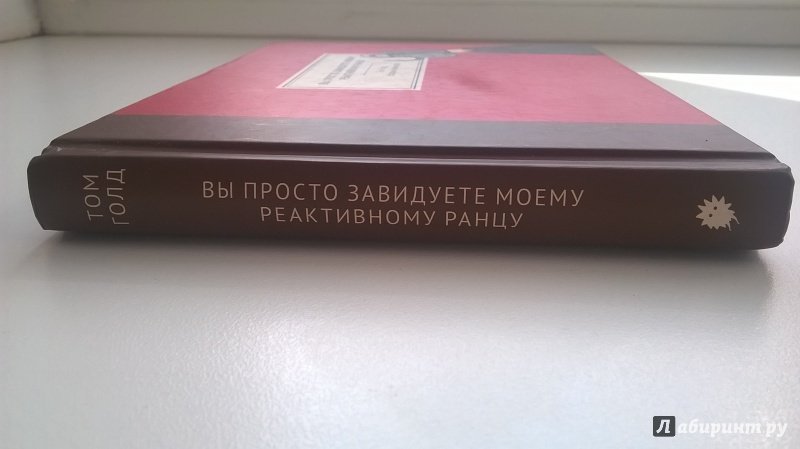 ТОМ
ГОЛД
ВЫ ПРОСТО ЗАВИДУЕТЕ МОЕМУ
РЕАКТИВНОМУ РАНЦУ
Лабиринт.ру